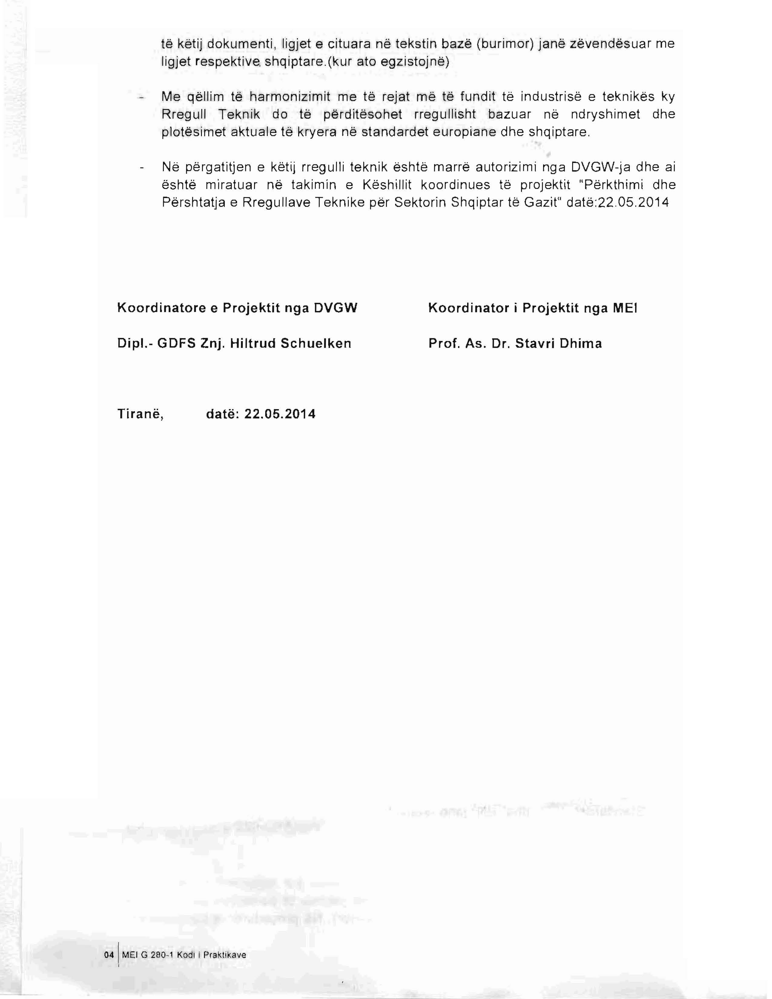 të këtij dokumenti, ligjet e cituara në tekstin bazë (burimor) janë zëvendësuar me
ligjet respektive shqiptare.(kur ato egzistojnë)
- Me qëllim të harmonizimit me të rejat më të fundit të industrisë e teknikës ky
Rregull Teknik do të përditësohet rregullisht bazuar në ndryshimet dhe
plotësimet aktuale të kryera në standardet europiane dhe shqiptare.
- Në përgatitjen e këtij rregulli teknik është marrë autorizimi nga DVGW-ja dhe ai
është miratuar në takimin e Këshillit koordinues të projektit "Përkthimi dhe
Përshtatja e Rregullave Teknike për Sektorin Shqiptar të Gazit" datë:22.05.2014
Koordinatore e Projektit nga DVGW Koordinator i Projektit nga MEI
Dipl.- GDFS Znj. Hiltrud Schuelken Prof. As. Dr. Stavri Dhima
Tiranë, datë: 22.05.2014
04 MEI G 280-1 Kodi i Praktikave